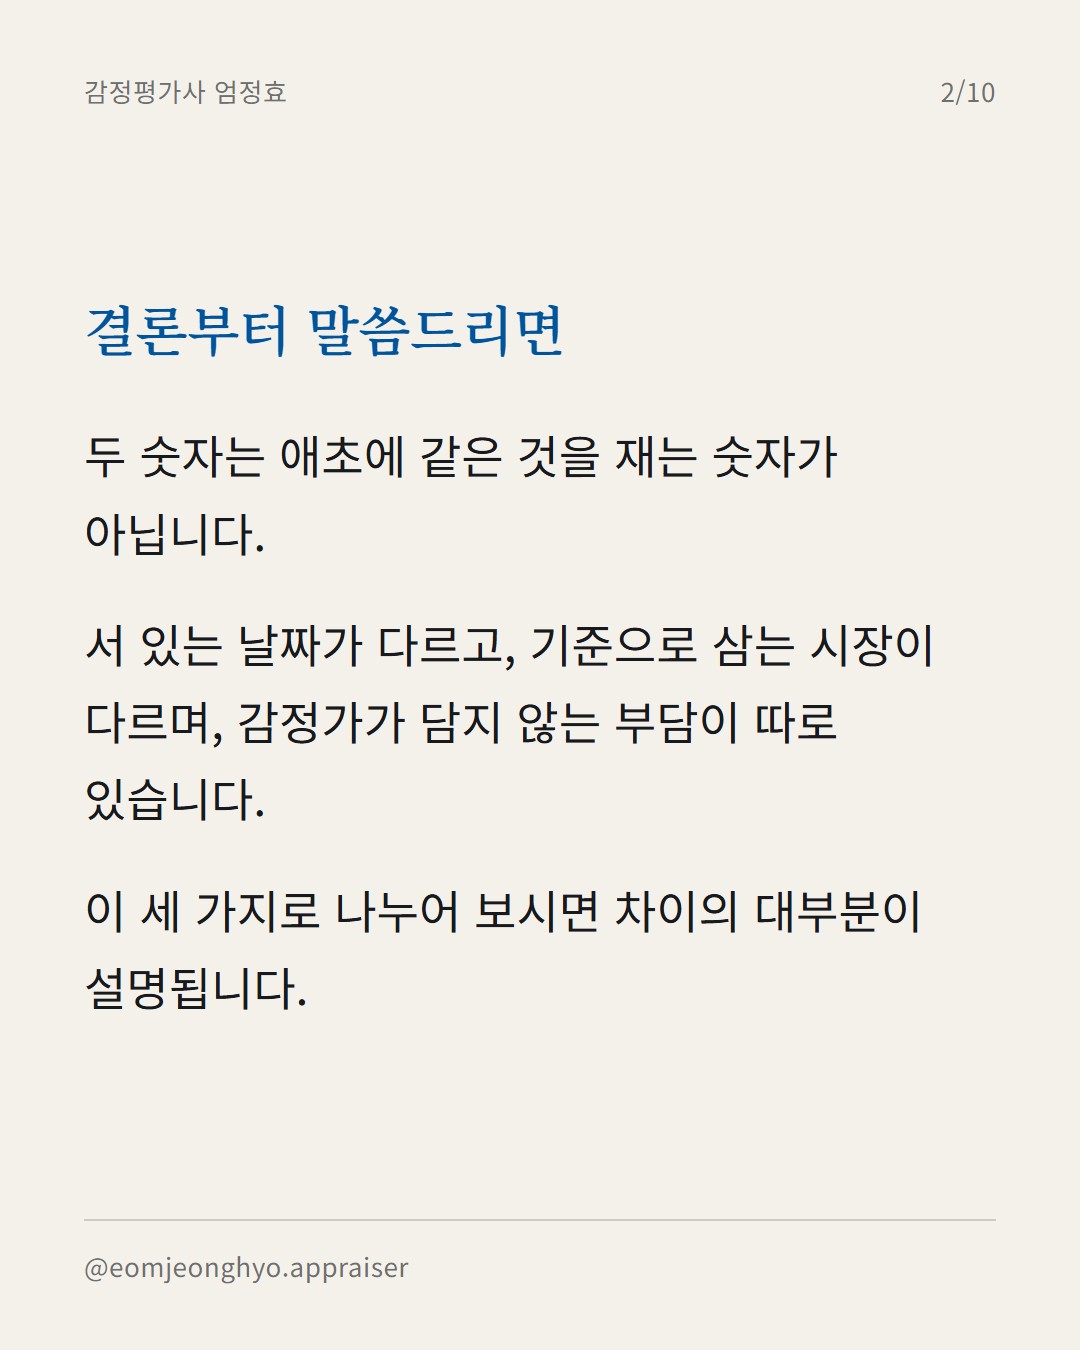 감정평가사 엄정효
2/10
결론부터 말씀드리면
두 숫자는 애초에 같은 것을 재는 숫자가
아닙니다.
서 있는 날짜가 다르고, 기준으로 삼는 시장이
다르며, 감정가가 담지 않는 부담이 따로
있습니다.
이 세 가지로 나누어 보시면 차이의 대부분이
설명됩니다.
@eomjeonghyo.appraiser